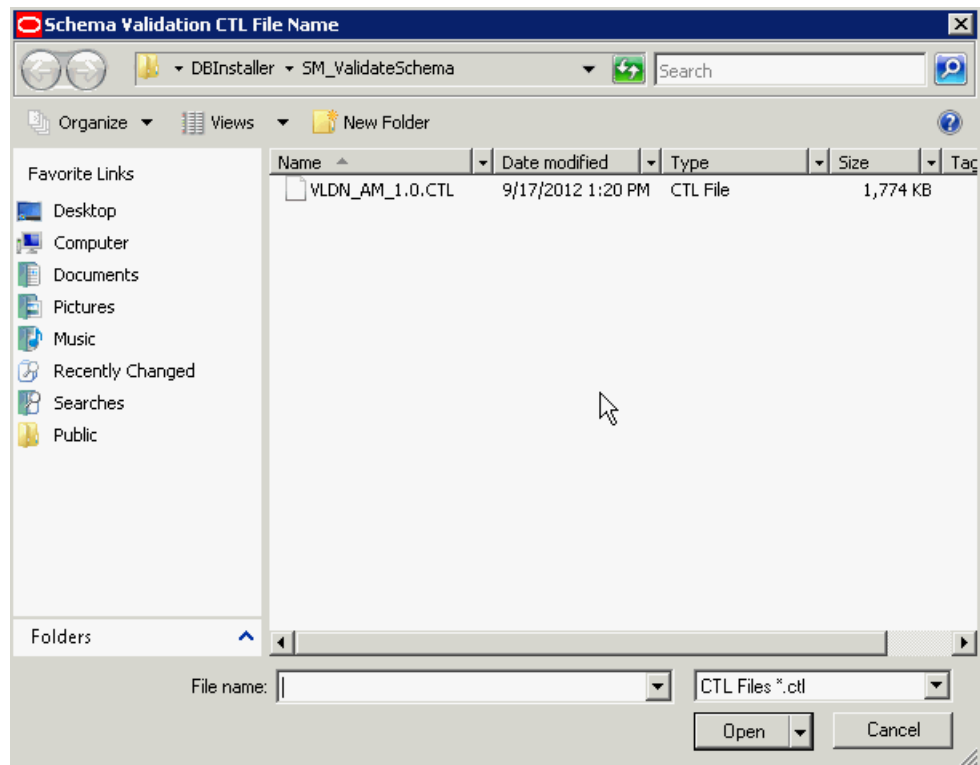 Schema Validation CTL File Name
DBInstaller SM_ValidateSchema Search
Organize Views New Folder
Favorite Links
Desktop
Computer
Documents
Pictures
Music
Recently Changed
Searches
Public
Folders
Name Date modified Type Size Tag
VLDN_AM_1.0.CTL 9/17/2012 1:20 PM CTL File 1,774 KB
File name: CTL Files *.ctl
Open Cancel